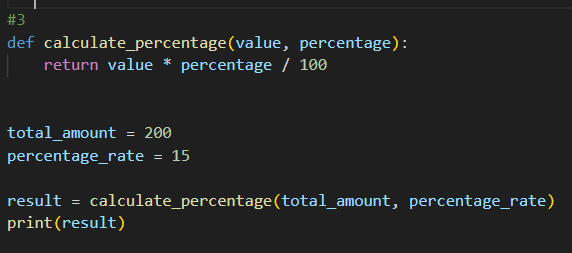 #3
def calculate_percentage(value, percentage):
    return value * percentage / 100
total_amount = 200
percentage_rate = 15
result = calculate_percentage(total_amount, percentage_rate)
print(result)